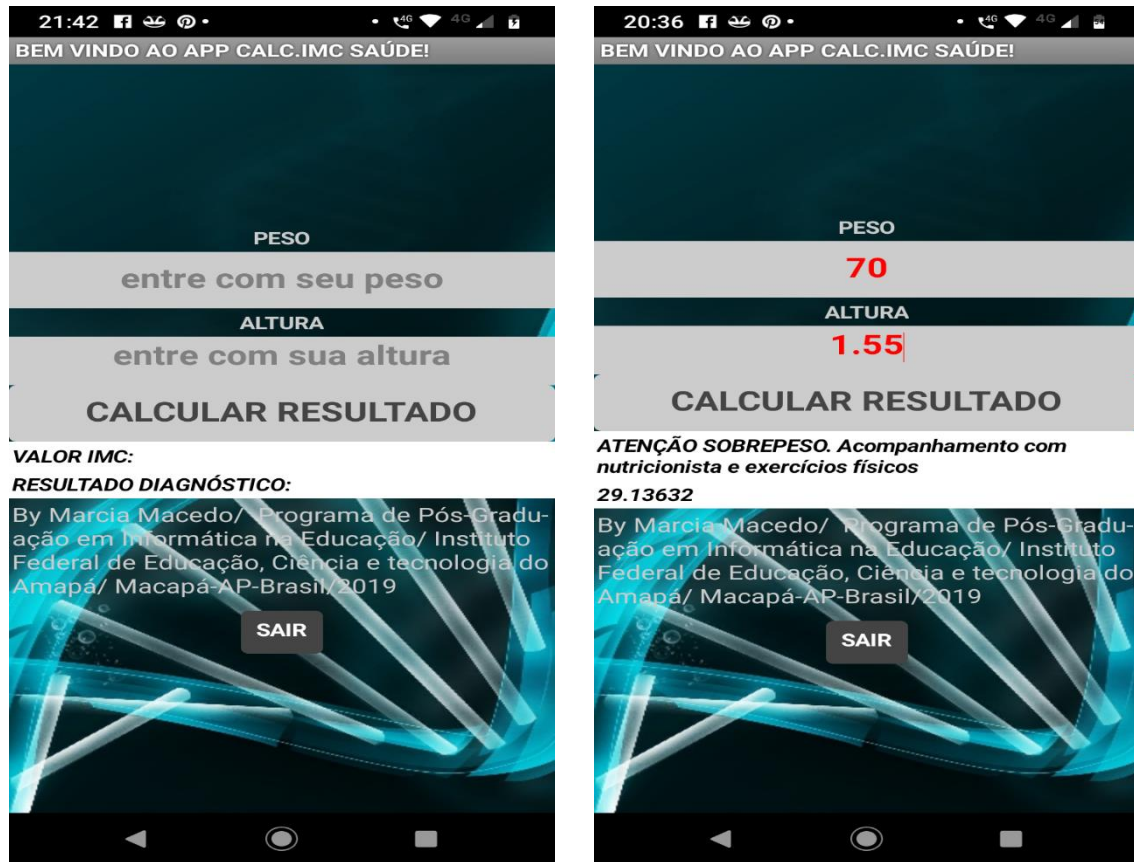 21:42
4G
4G
BEM VINDO AO APP CALC.IMC SAÚDE!
PESO
entre com seu peso
ALTURA
entre com sua altura
CALCULAR RESULTADO
VALOR IMC:
RESULTADO DIAGNÓSTICO:
By Marcia Macedo/ Programa de Pós-Gradu-
ação em Informática na Educação/ Instituto
Federal de Educação, Ciência e tecnologia do
Amapá/ Macapá-AP-Brasil/2019
SAIR
20:36
4G
4G
BEM VINDO AO APP CALC.IMC SAÚDE!
PESO
70
ALTURA
1.55
CALCULAR RESULTADO
ATENÇÃO SOBREPESO. Acompanhamento com
nutricionista e exercícios físicos
29.13632
By Marcia Macedo/ Programa de Pós-Gradu-
ação em Informática na Educação/ Instituto
Federal de Educação, Ciência e tecnologia do
Amapá/ Macapá-AP-Brasil/2019
SAIR